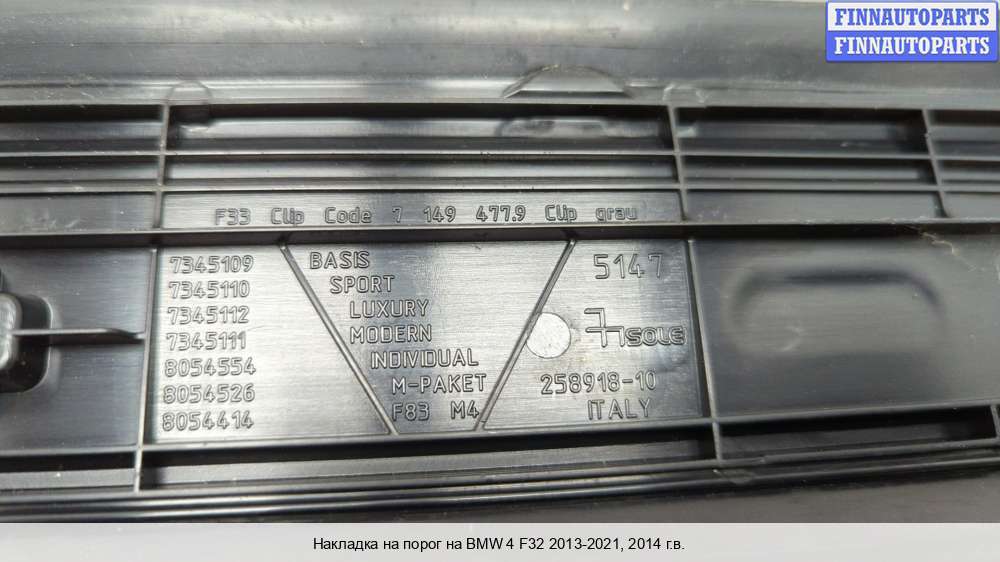 FINNAUTOPARTS
FINNAUTOPARTS
F33 Clip Code 7 149 477.9 Clip grau
7345109 BASIS
7345110 SPORT
7345112 LUXURY
7345111 MODERN
8054554 INDIVIDUAL
8054526 M-PAKET
8054414 F83 M4
5147
SOLE
258918-10
ITALY
Накладка на порог на BMW 4 F32 2013-2021, 2014 г.в.